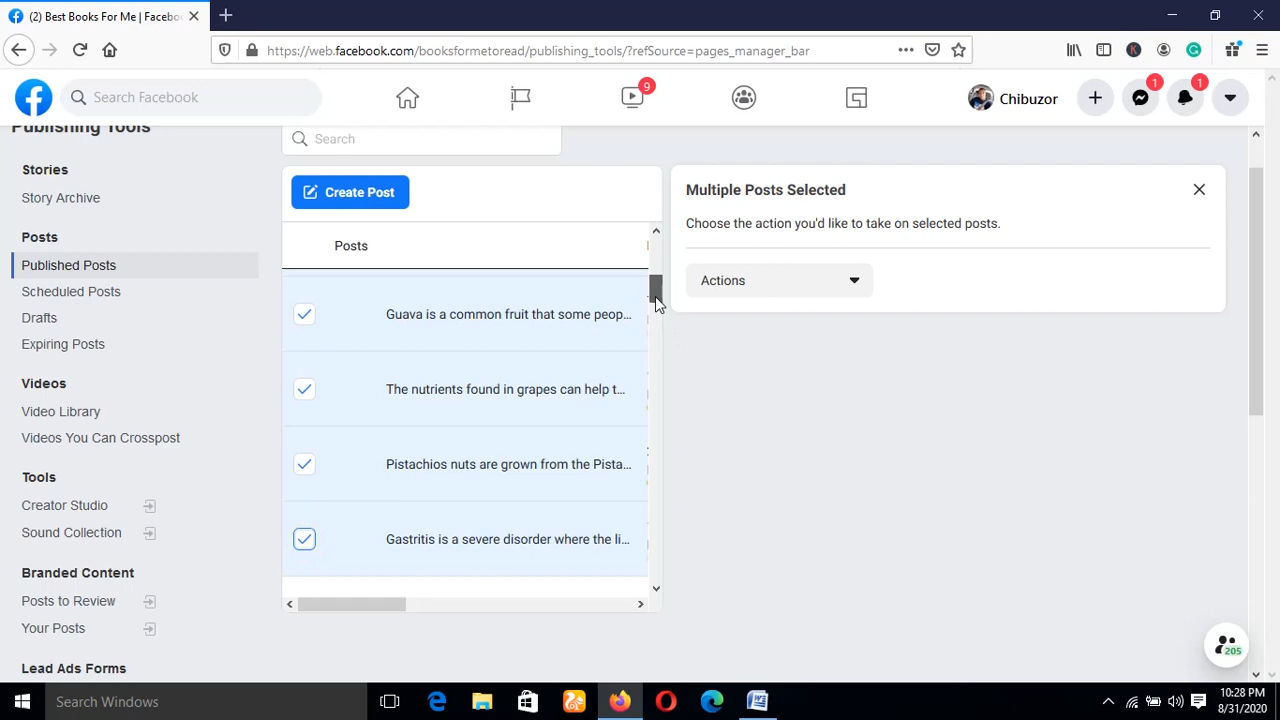 (2) Best Books For Me | Facebo
https://web.facebook.com/booksformetoread/publishing_tools/?refSource=pages_manager_bar
Search Facebook
9
Chibuzor
1
1
Publishing Tools
Stories
Story Archive
Posts
Published Posts
Scheduled Posts
Drafts
Expiring Posts
Videos
Video Library
Videos You Can Crosspost
Tools
Creator Studio
Sound Collection
Branded Content
Posts to Review
Your Posts
Lead Ads Forms
Search
Create Post
Posts
Guava is a common fruit that some peop...
The nutrients found in grapes can help t...
Pistachios nuts are grown from the Pista...
Gastritis is a severe disorder where the li...
Multiple Posts Selected
Choose the action you'd like to take on selected posts.
Actions
205
Search Windows
10:28 PM
8/31/2020